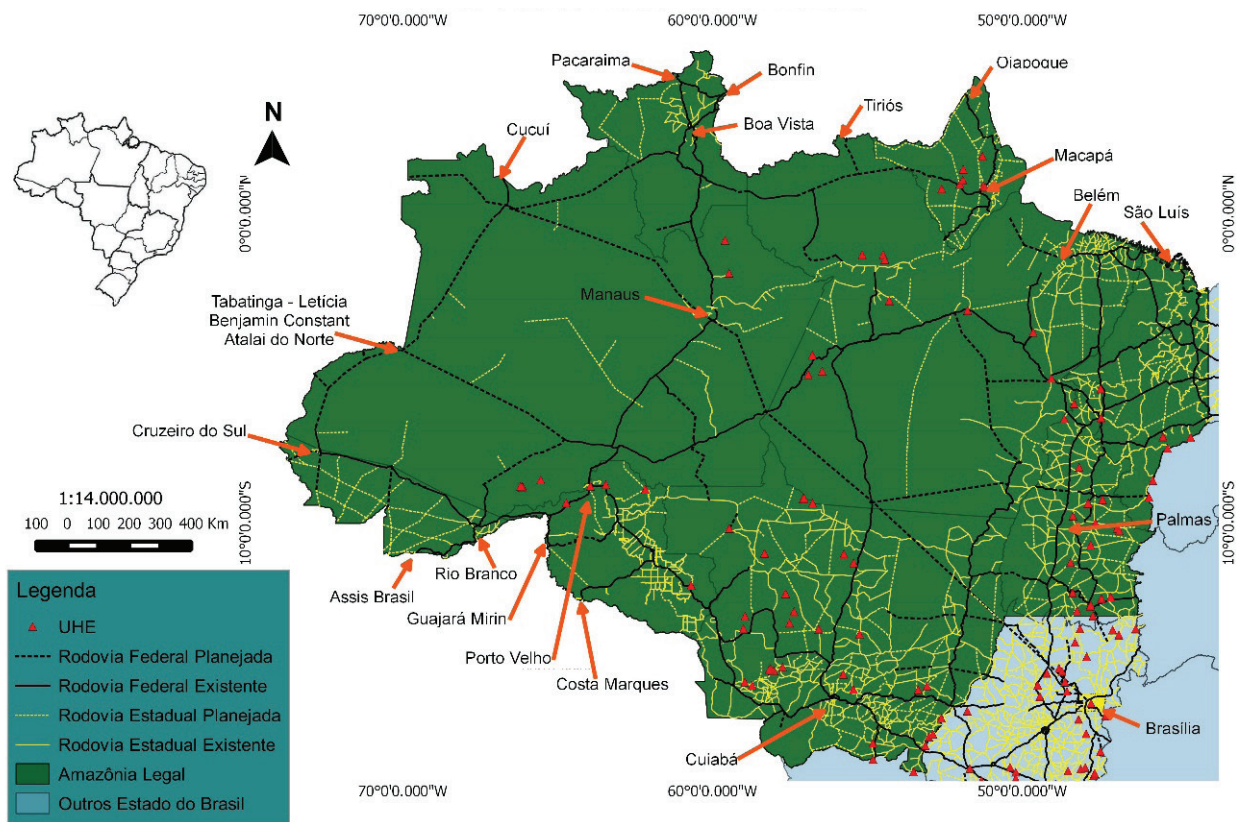 70°0'0.000"W
60°0'0.000"W
50°0'0.000"W
Pacaraima
Bonfin
Oiapoque
N
Cucuí
Boa Vista
Tiriós
Macapá
0°0'0.000"N
0°0'0.000"N
Belém
São Luís
Tabatinga - Letícia
Benjamin Constant
Atalai do Norte
Manaus
Cruzeiro do Sul
1:14.000.000
100 0 100 200 300 400 Km
10°0'0.000"S
10°0'0.000"S
Palmas
Assis Brasil
Rio Branco
Guajará Mirin
Porto Velho
Costa Marques
Cuiabá
Brasília
Legenda
UHE
Rodovia Federal Planejada
Rodovia Federal Existente
Rodovia Estadual Planejada
Rodovia Estadual Existente
Amazônia Legal
Outros Estado do Brasil
70°0'0.000"W
60°0'0.000"W
50°0'0.000"W